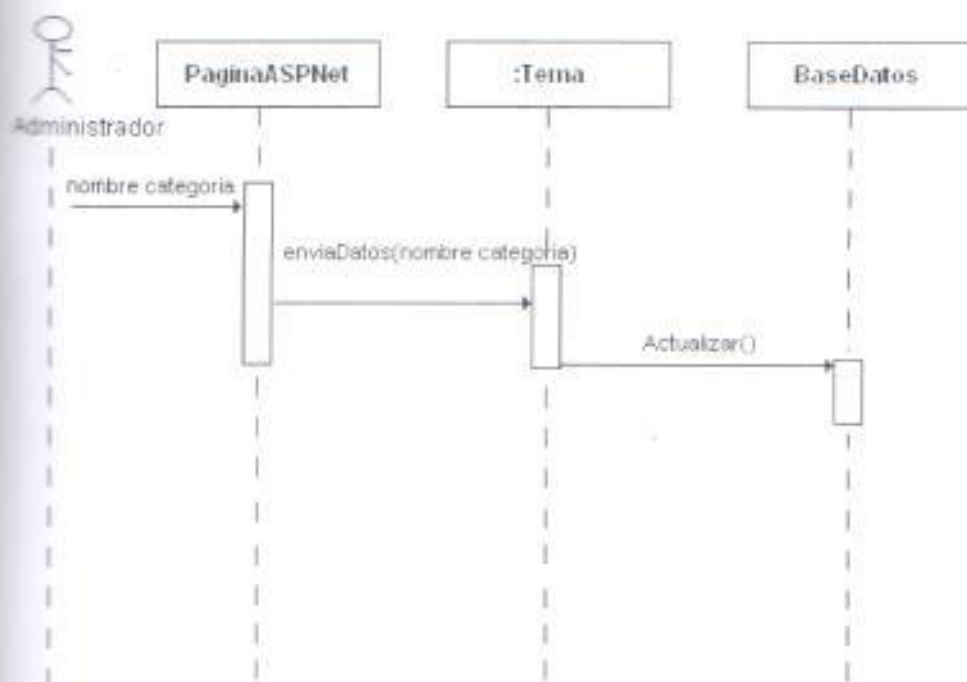 PaginaASPNet
:Tema
BaseDatos
Administrador
nombre categoria
enviaDatos(nombre categoria)
Actualizar()